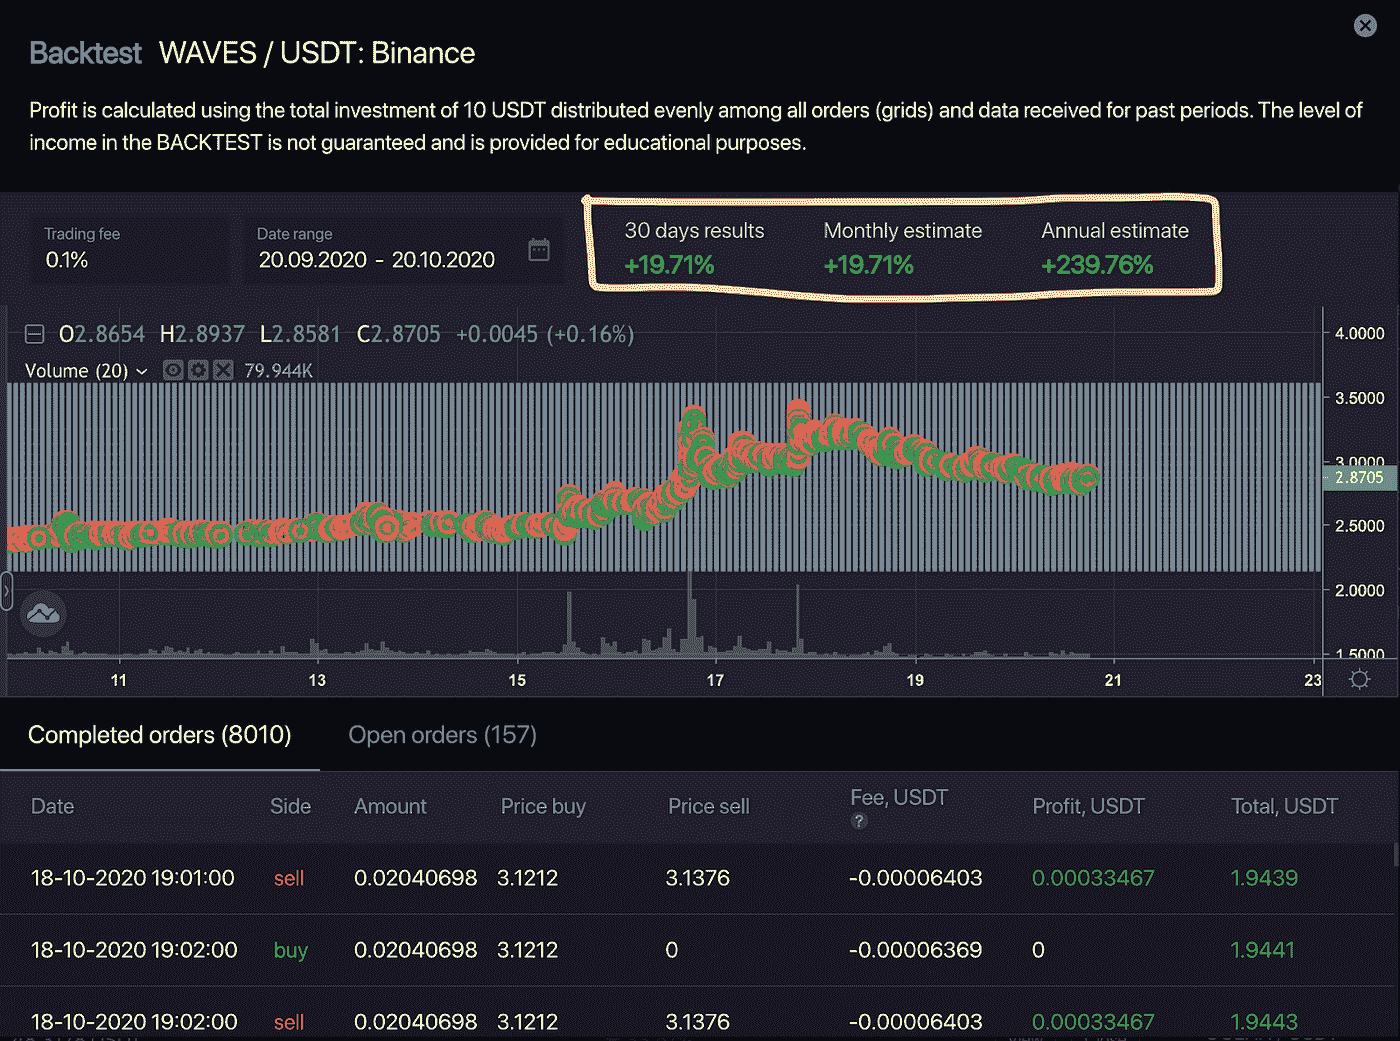 Backtest WAVES / USDT: Binance
Profit is calculated using the total investment of 10 USDT distributed evenly among all orders (grids) and data received for past periods. The level of
income in the BACKTEST is not guaranteed and is provided for educational purposes.
Trading fee Date range 30 days results Monthly estimate Annual estimate
0.1% 20.09.2020 - 20.10.2020 +19.71% +19.71% +239.76%
O2.8654 H2.8937 L2.8581 C2.8705 +0.0045 (+0.16%)
Volume (20) 79.944K
4.0000
3.5000
3.0000
2.8705
2.5000
2.0000
1.5000
11 13 15 17 19 21 23
Completed orders (8010) Open orders (157)
Date Side Amount Price buy Price sell Fee, USDT ? Profit, USDT Total, USDT
18-10-2020 19:01:00 sell 0.02040698 3.1212 3.1376 -0.00006403 0.00033467 1.9439
18-10-2020 19:02:00 buy 0.02040698 3.1212 0 -0.00006369 0 1.9441
18-10-2020 19:02:00 sell 0.02040698 3.1212 3.1376 -0.00006403 0.00033467 1.9443